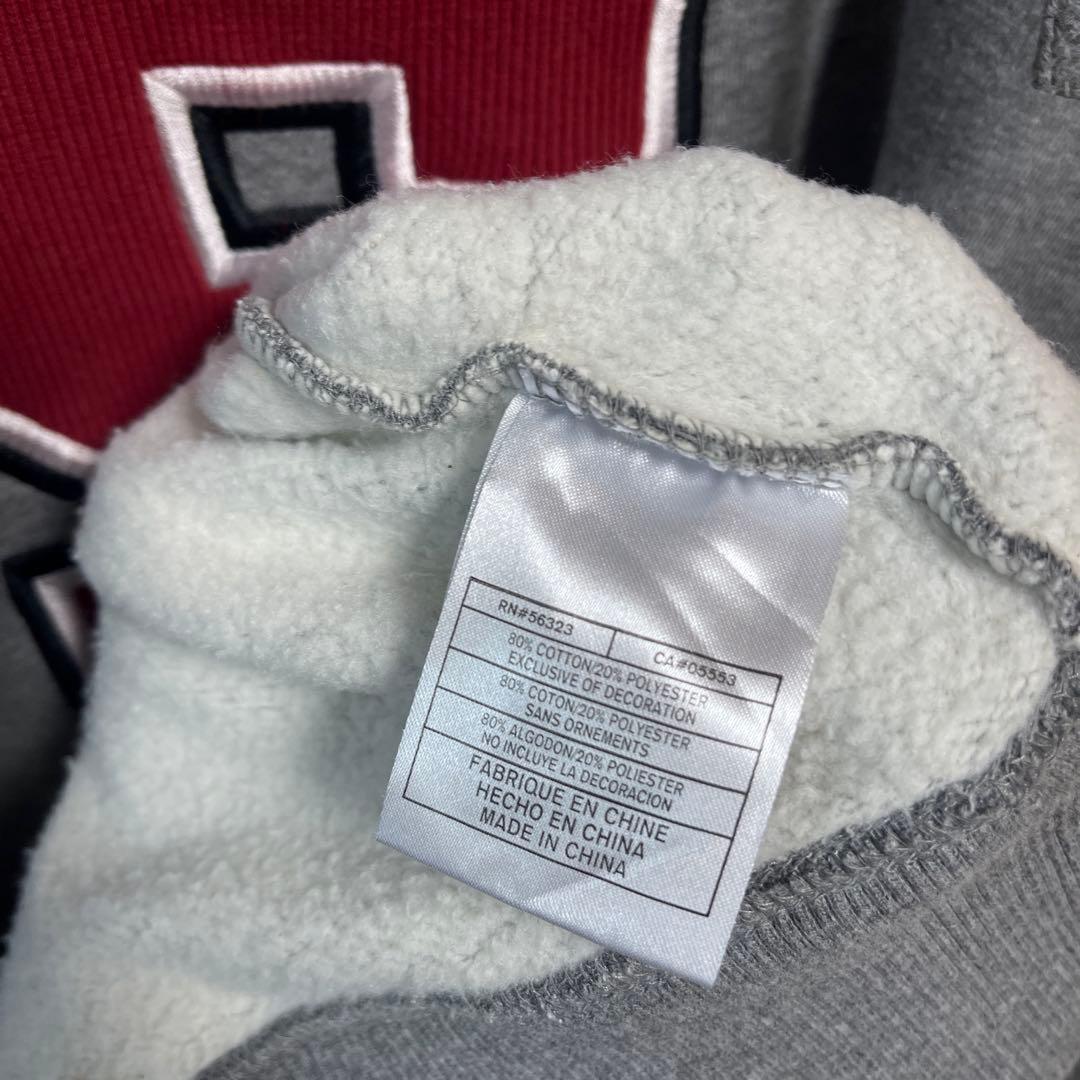 RN#56323 CA#05553
80% COTTON/20% POLYESTER
EXCLUSIVE OF DECORATION
80% COTON/20% POLYESTER
SANS ORNEMENTS
80% ALGODON/20% POLIESTER
NO INCLUYE LA DECORACION
FABRIQUE EN CHINE
HECHO EN CHINA
MADE IN CHINA